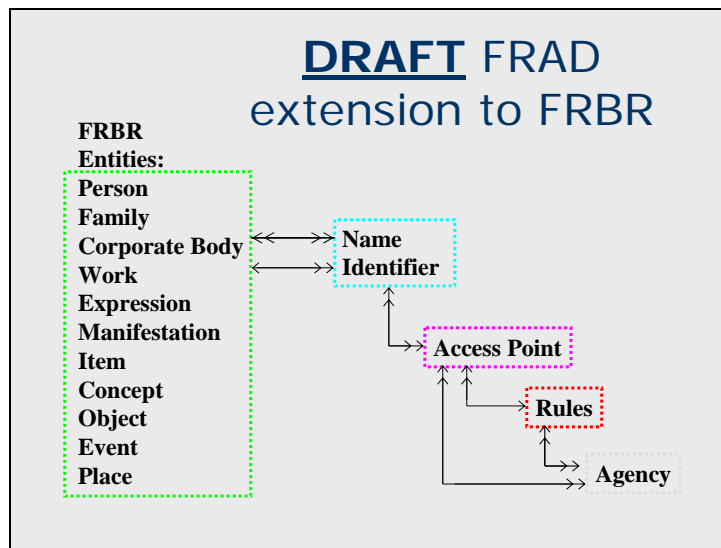 DRAFT FRAD
extension to FRBR
FRBR
Entities:
Person
Family
Corporate Body
Work
Expression
Manifestation
Item
Concept
Object
Event
Place
Name
Identifier
Access Point
Rules
Agency